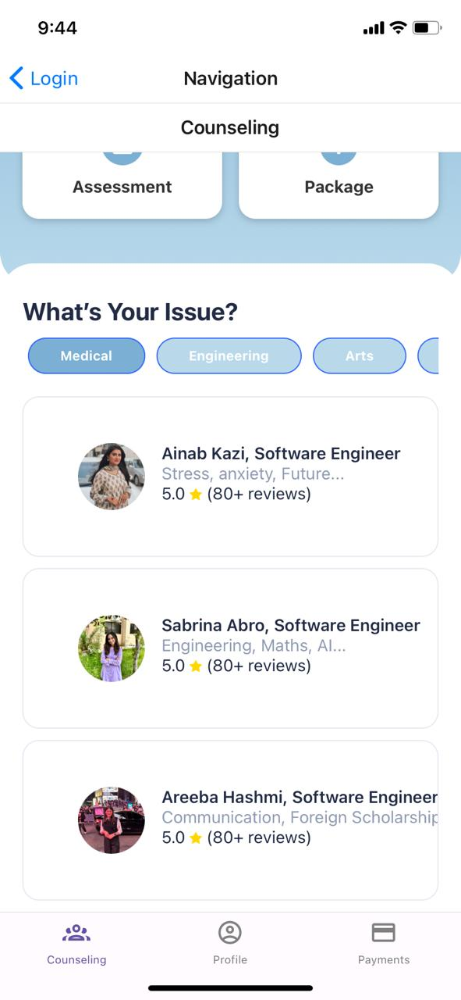 9:44
Login
Navigation
Counseling
Assessment
Package
What's Your Issue?
Medical
Engineering
Arts
Ainab Kazi, Software Engineer
Stress, anxiety, Future...
5.0 ⭐ (80+ reviews)
Sabrina Abro, Software Engineer
Engineering, Maths, AI...
5.0 ⭐ (80+ reviews)
Areeba Hashmi, Software Engineer
Communication, Foreign Scholarship
5.0 ⭐ (80+ reviews)
Counseling
Profile
Payments